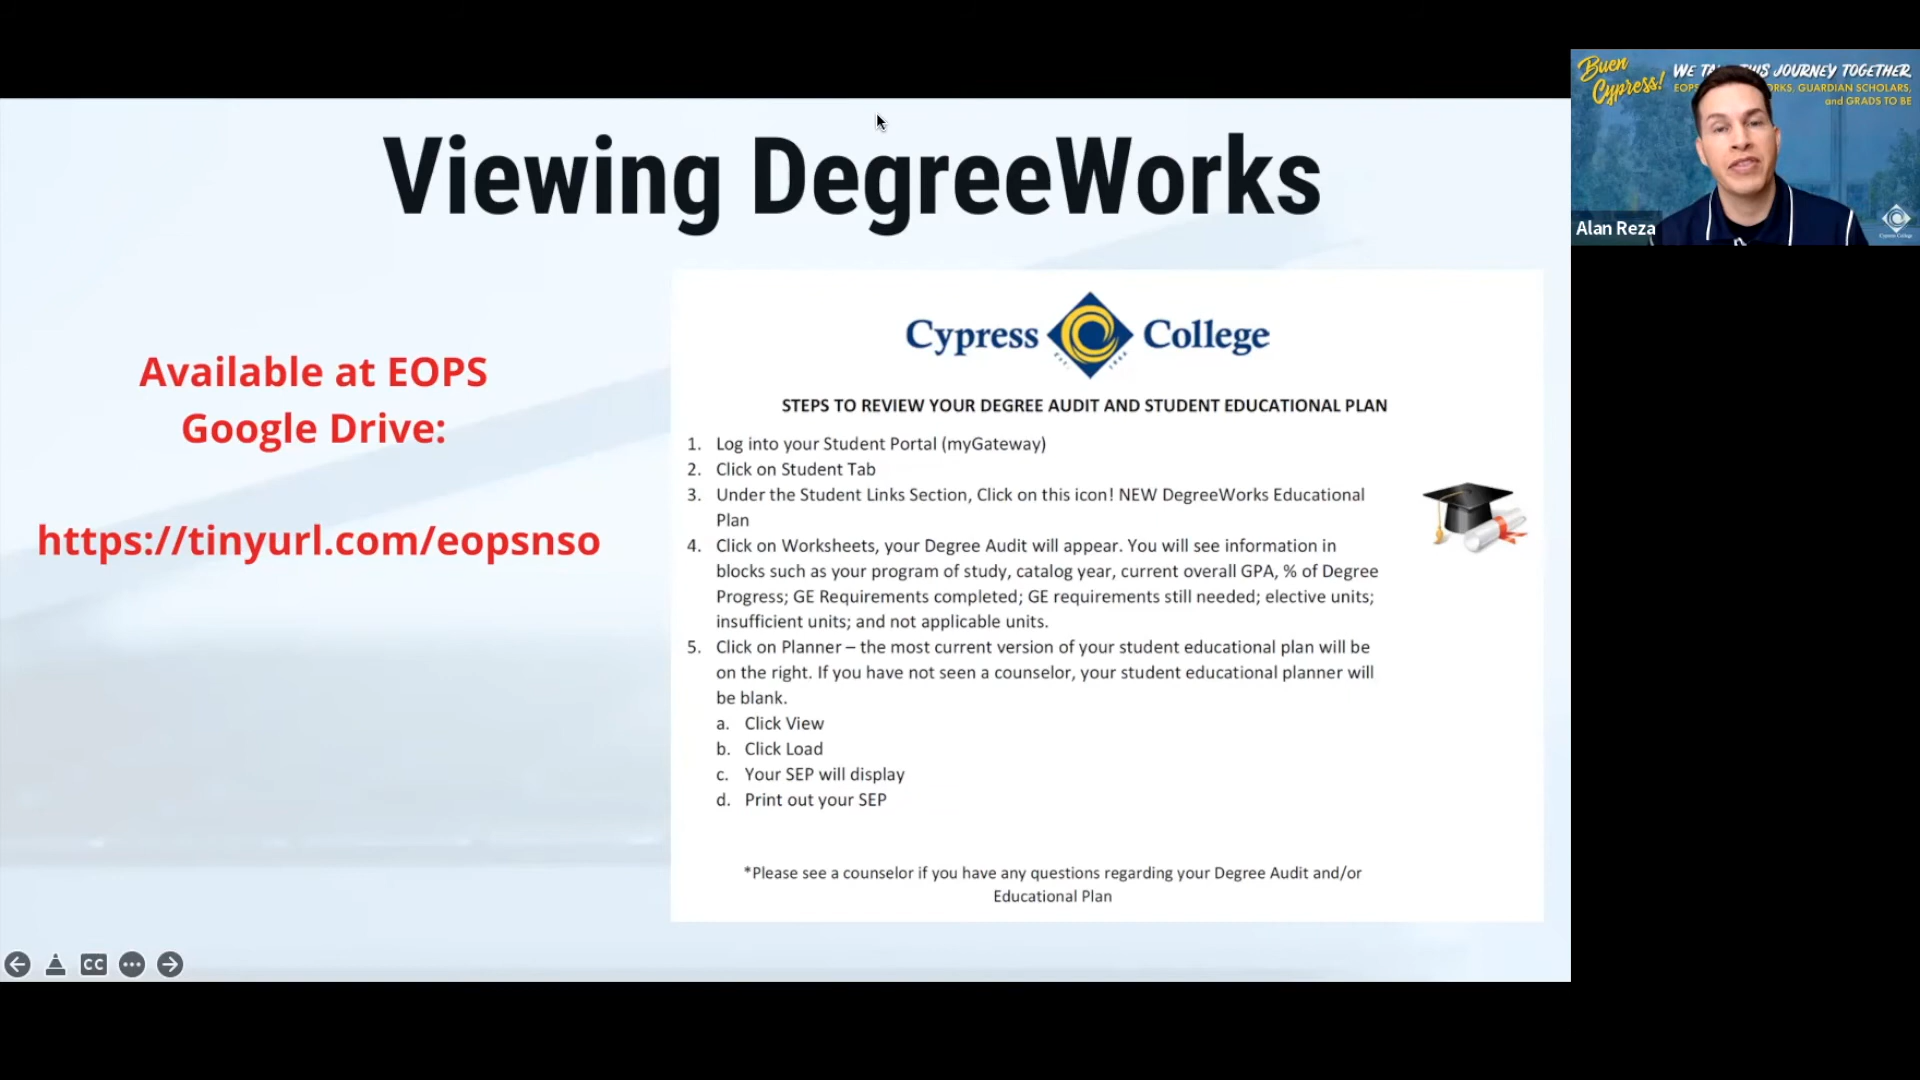 Viewing DegreeWorks
Available at EOPS
Google Drive:
https://tinyurl.com/eopsnso
Cypress College
STEPS TO REVIEW YOUR DEGREE AUDIT AND STUDENT EDUCATIONAL PLAN
1. Log into your Student Portal (myGateway)
2. Click on Student Tab
3. Under the Student Links Section, Click on this icon! NEW DegreeWorks Educational
Plan
4. Click on Worksheets, your Degree Audit will appear. You will see information in
blocks such as your program of study, catalog year, current overall GPA, % of Degree
Progress; GE Requirements completed; GE requirements still needed; elective units;
insufficient units; and not applicable units.
5. Click on Planner – the most current version of your student educational plan will be
on the right. If you have not seen a counselor, your student educational planner will
be blank.
a. Click View
b. Click Load
c. Your SEP will display
d. Print out your SEP
*Please see a counselor if you have any questions regarding your Degree Audit and/or
Educational Plan
CC
Buen
Cypress!
WE JOURNEY TOGETHER
EOPS GUARDIAN SCHOLARS,
and GRADS TO BE
Alan Reza
Cypress College